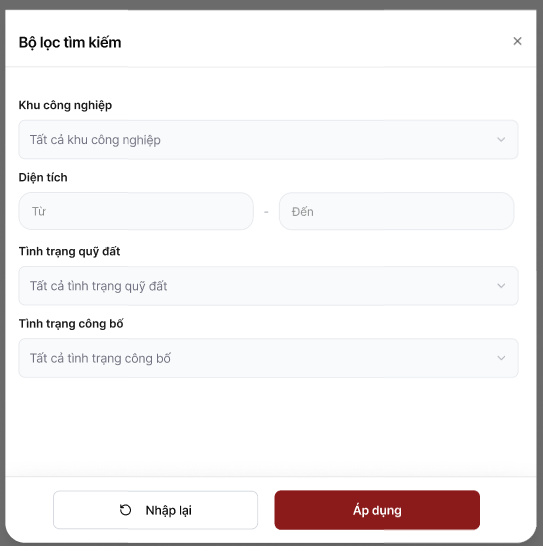 Bộ lọc tìm kiếm
Khu công nghiệp
Tất cả khu công nghiệp
Diện tích
Từ - Đến
Tình trạng quỹ đất
Tất cả tình trạng quỹ đất
Tình trạng công bố
Tất cả tình trạng công bố
Nhập lại Áp dụng